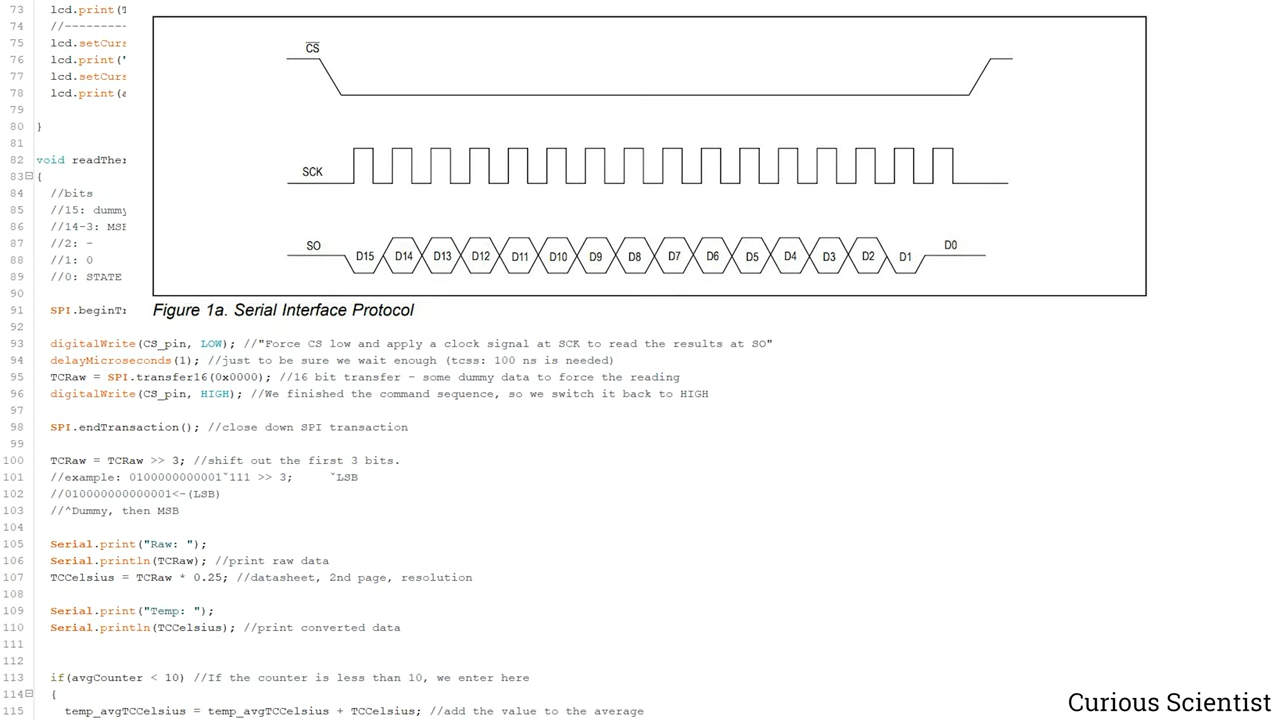 73 lcd.print(T
74 //--------
75 lcd.setCurs
76 lcd.print("
77 lcd.setCurs
78 lcd.print(a
79
80 }
81
82 void readThe
83 {
84 //bits
85 //15: dummy
86 //14-3: MSB
87 //2: -
88 //1: 0
89 //0: STATE
90
91 SPI.beginT
92
CS
SCK
SO D15 D14 D13 D12 D11 D10 D9 D8 D7 D6 D5 D4 D3 D2 D1 D0
Figure 1a. Serial Interface Protocol
93 digitalWrite(CS_pin, LOW); //"Force CS low and apply a clock signal at SCK to read the results at SO"
94 delayMicroseconds(1); //just to be sure we wait enough (tcss: 100 ns is needed)
95 TCRaw = SPI.transfer16(0x0000); //16 bit transfer - some dummy data to force the reading
96 digitalWrite(CS_pin, HIGH); //We finished the command sequence, so we switch it back to HIGH
97
98 SPI.endTransaction(); //close down SPI transaction
99
100 TCRaw = TCRaw >> 3; //shift out the first 3 bits.
101 //example: 0100000000001ˇ111 >> 3; ˇLSB
102 //010000000000001<-(LSB)
103 //^Dummy, then MSB
104
105 Serial.print("Raw: ");
106 Serial.println(TCRaw); //print raw data
107 TCCelsius = TCRaw * 0.25; //datasheet, 2nd page, resolution
108
109 Serial.print("Temp: ");
110 Serial.println(TCCelsius); //print converted data
111
112
113 if(avgCounter < 10) //If the counter is less than 10, we enter here
114 {
115 temp_avgTCCelsius = temp_avgTCCelsius + TCCelsius; //add the value to the average
Curious Scientist